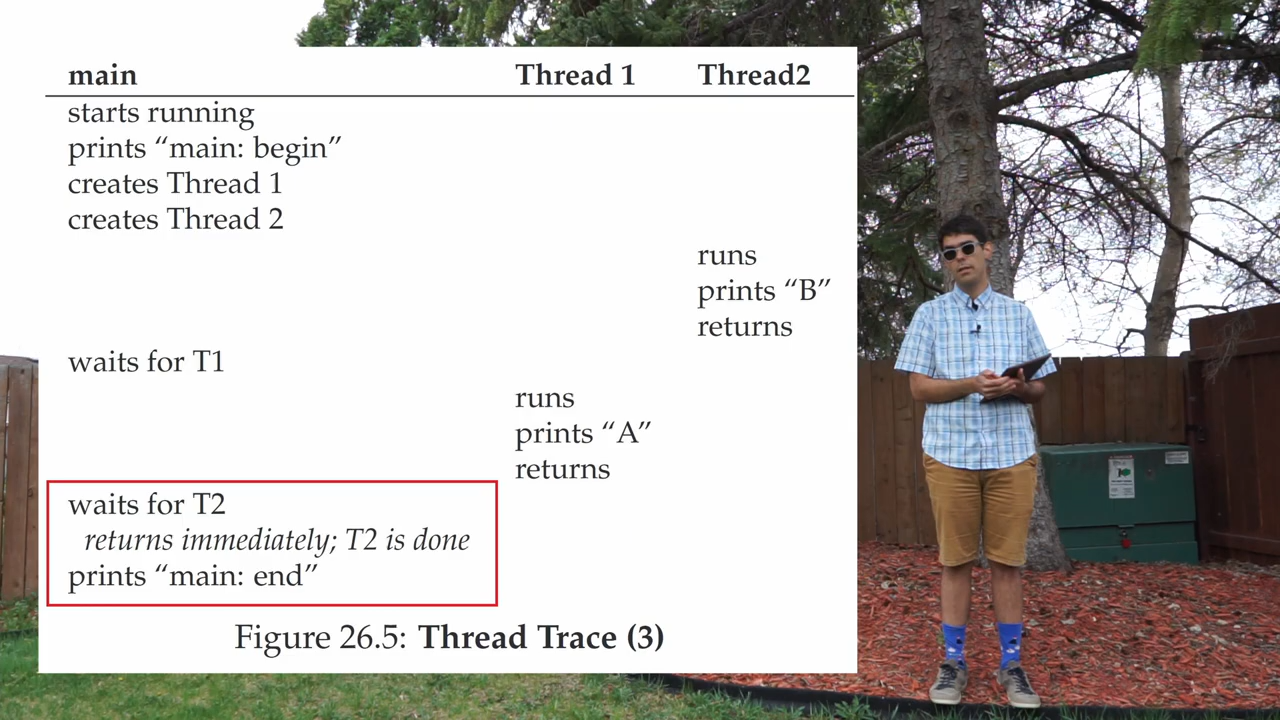 main Thread 1 Thread2
starts running
prints “main: begin”
creates Thread 1
creates Thread 2
runs
prints “B”
returns
waits for T1
runs
prints “A”
returns
waits for T2
returns immediately; T2 is done
prints “main: end”
Figure 26.5: Thread Trace (3)